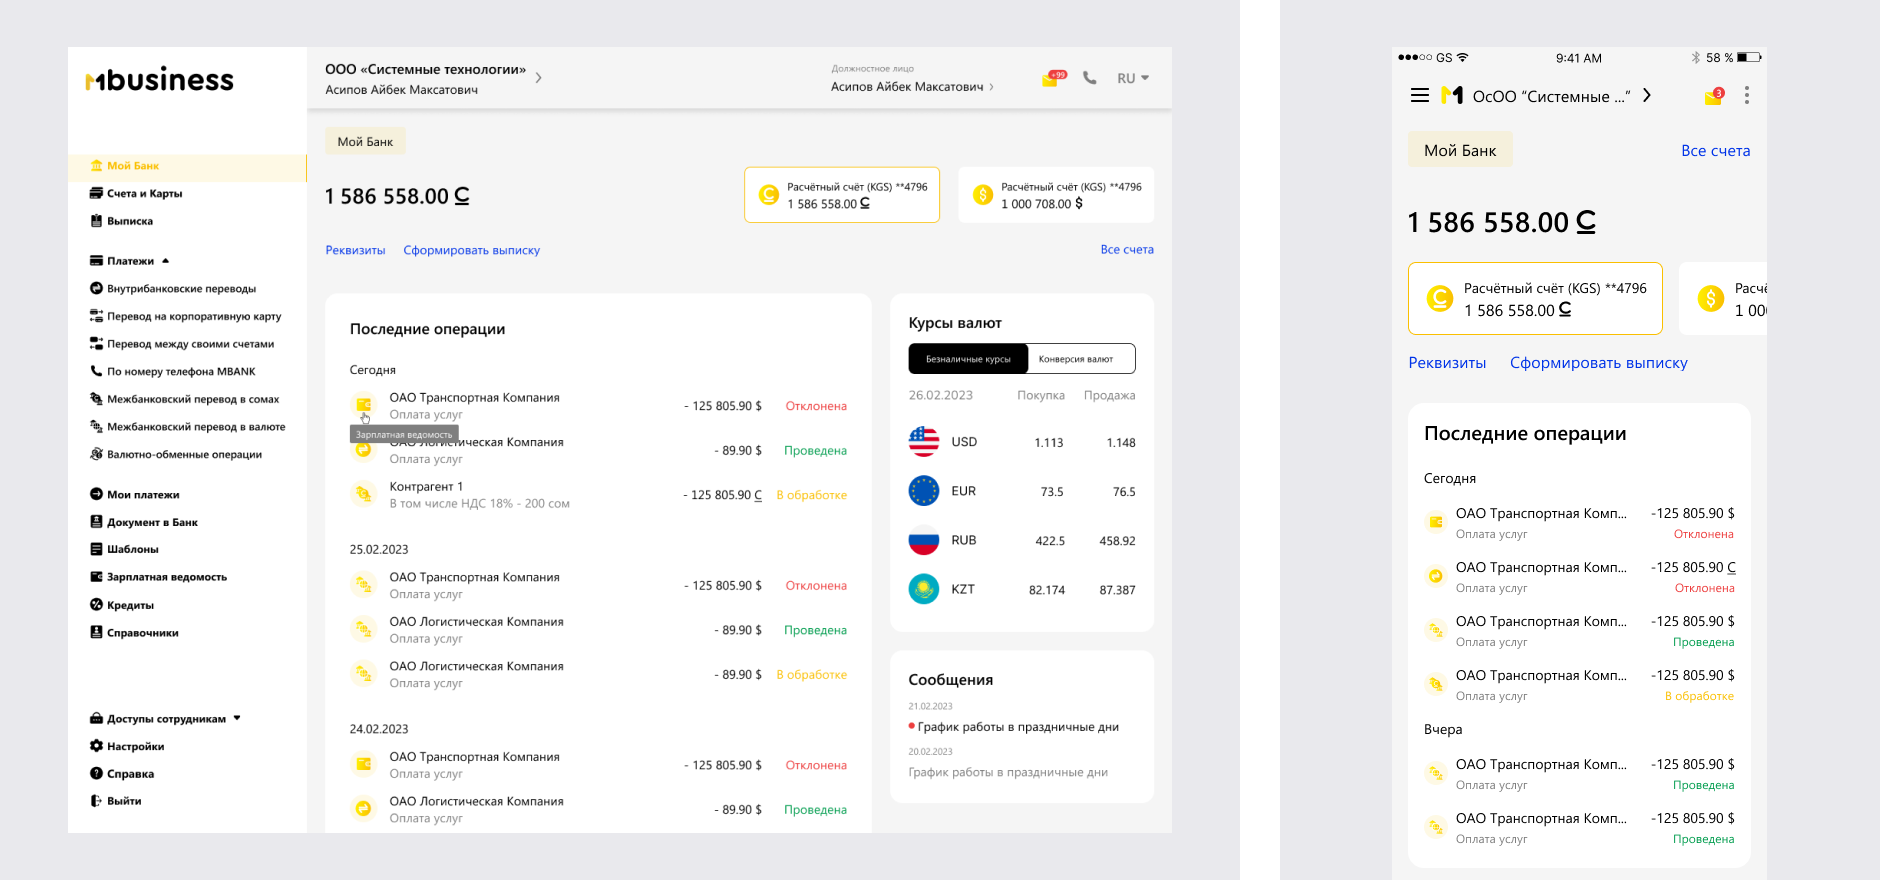 Mbusiness
Мой Банк
Счета и Карты
Выписка
Платежи
Внутрибанковские переводы
Перевод на корпоративную карту
Перевод между своими счетами
По номеру телефона MBANK
Межбанковский перевод в сомах
Межбанковский перевод в валюте
Валютно-обменные операции
Мои платежи
Документ в Банк
Шаблоны
Зарплатная ведомость
Кредиты
Справочники
Доступы сотрудникам
Настройки
Справка
Выйти
ООО «Системные технологии»
Асипов Айбек Максатович
Должностное лицо
Асипов Айбек Максатович
+99
RU
Мой Банк
1 586 558.00 С
Расчётный счёт (KGS) **4796
1 586 558.00 С
Расчётный счёт (KGS) **4796
1 000 708.00 $
Реквизиты Сформировать выписку Все счета
Последние операции
Сегодня
ОАО Транспортная Компания
Оплата услуг
- 125 805.90 $ Отклонена
Зарплатная ведомость
ОАО Логистическая Компания
Оплата услуг
- 89.90 $ Проведена
Контрагент 1
В том числе НДС 18% - 200 сом
- 125 805.90 С В обработке
25.02.2023
ОАО Транспортная Компания
Оплата услуг
- 125 805.90 $ Отклонена
ОАО Логистическая Компания
Оплата услуг
- 89.90 $ Проведена
ОАО Логистическая Компания
Оплата услуг
- 89.90 $ В обработке
24.02.2023
ОАО Транспортная Компания
Оплата услуг
- 125 805.90 $ Отклонена
ОАО Логистическая Компания
Оплата услуг
- 89.90 $ Проведена
Курсы валют
Безналичные курсы Конверсия валют
26.02.2023 Покупка Продажа
USD 1.113 1.148
EUR 73.5 76.5
RUB 422.5 458.92
KZT 82.174 87.387
Сообщения
21.02.2023
График работы в праздничные дни
20.02.2023
График работы в праздничные дни
GS 9:41 AM 58 %
ОсОО “Системные ...”
3
Мой Банк Все счета
1 586 558.00 С
Расчётный счёт (KGS) **4796
1 586 558.00 С
Расчё
1 00
Реквизиты Сформировать выписку
Последние операции
Сегодня
ОАО Транспортная Комп... -125 805.90 $
Оплата услуг Отклонена
ОАО Транспортная Комп... -125 805.90 С
Оплата услуг Отклонена
ОАО Транспортная Комп... -125 805.90 $
Оплата услуг Проведена
ОАО Транспортная Комп... -125 805.90 $
Оплата услуг В обработке
Вчера
ОАО Транспортная Комп... -125 805.90 $
Оплата услуг Проведена
ОАО Транспортная Комп... -125 805.90 $
Оплата услуг Проведена